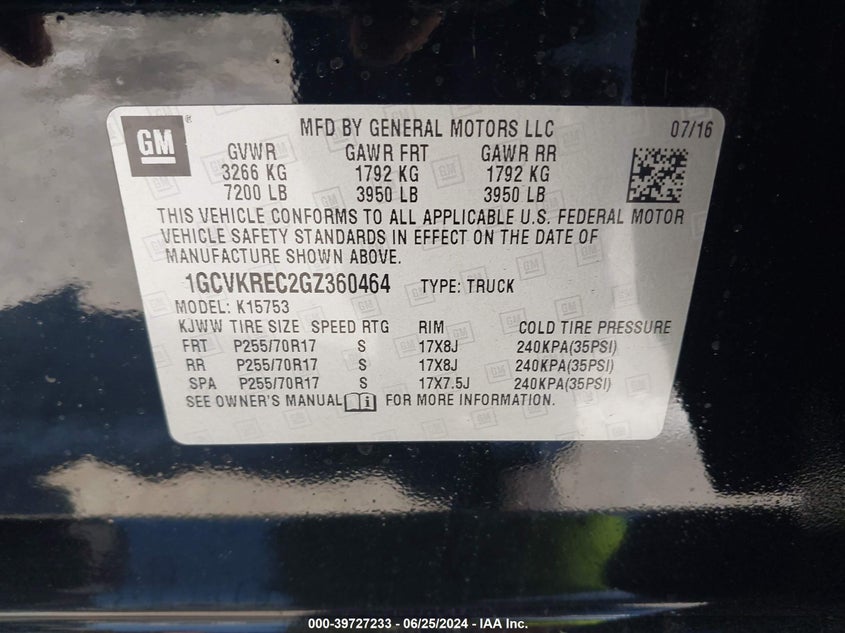 GM ®
MFD BY GENERAL MOTORS LLC 07/16
GVWR GAWR FRT GAWR RR
3266 KG 1792 KG 1792 KG
7200 LB 3950 LB 3950 LB
THIS VEHICLE CONFORMS TO ALL APPLICABLE U.S. FEDERAL MOTOR
VEHICLE SAFETY STANDARDS IN EFFECT ON THE DATE OF
MANUFACTURE SHOWN ABOVE.
1GCVKREC2GZ360464 TYPE: TRUCK
MODEL: K15753
KJWW TIRE SIZE SPEED RTG RIM COLD TIRE PRESSURE
FRT P255/70R17 S 17X8J 240KPA(35PSI)
RR P255/70R17 S 17X8J 240KPA(35PSI)
SPA P255/70R17 S 17X7.5J 240KPA(35PSI)
SEE OWNER'S MANUAL i FOR MORE INFORMATION.
000-39727233 - 06/25/2024 - IAA Inc.